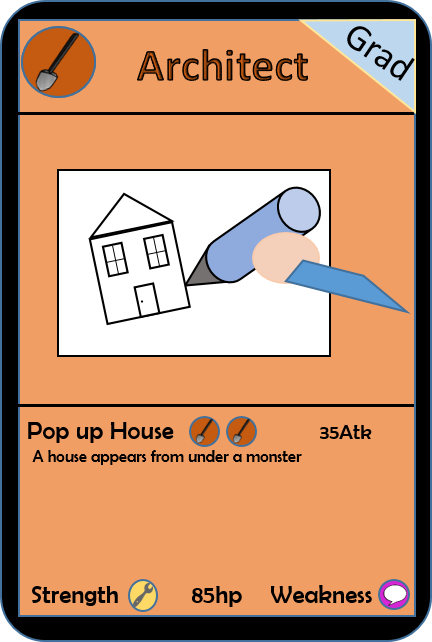 Architect
Grad
Pop up House 35Atk
A house appears from under a monster
Strength 85hp Weakness